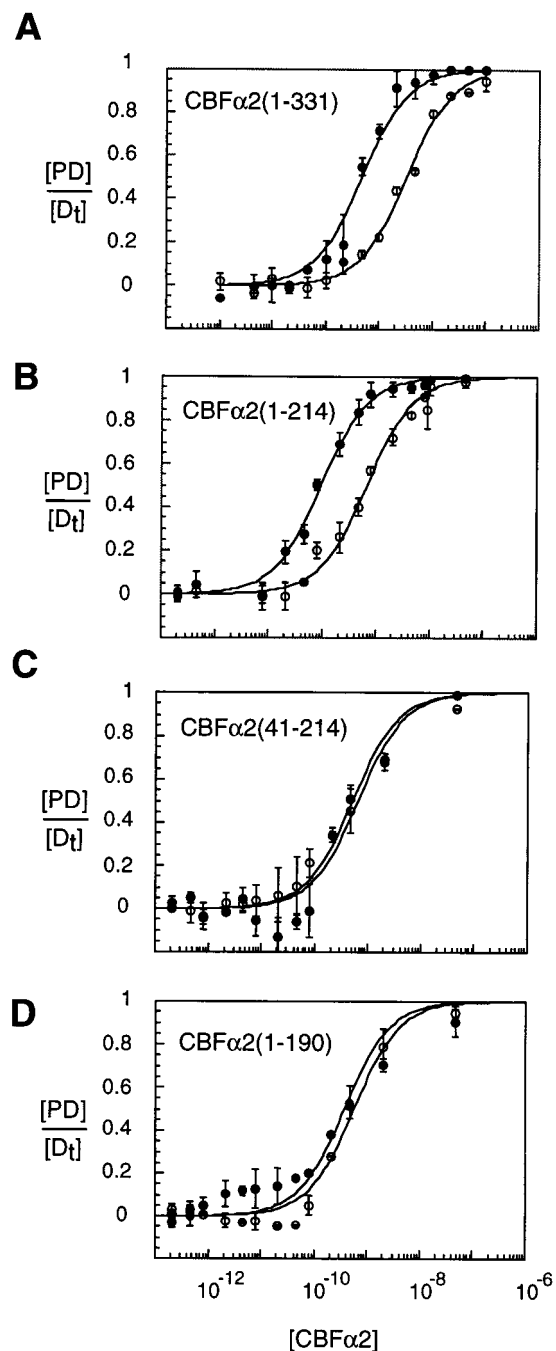 A
1
CBFα2(1-331)
0.8
0.6
[PD]
[Dt]
0.4
0.2
0
B
1
CBFα2(1-214)
0.8
0.6
[PD]
[Dt]
0.4
0.2
0
C
1
CBFα2(41-214)
0.8
0.6
[PD]
[Dt]
0.4
0.2
0
D
1
CBFα2(1-190)
0.8
0.6
[PD]
[Dt]
0.4
0.2
0
10⁻¹² 10⁻¹⁰ 10⁻⁸ 10⁻⁶
[CBFα2]